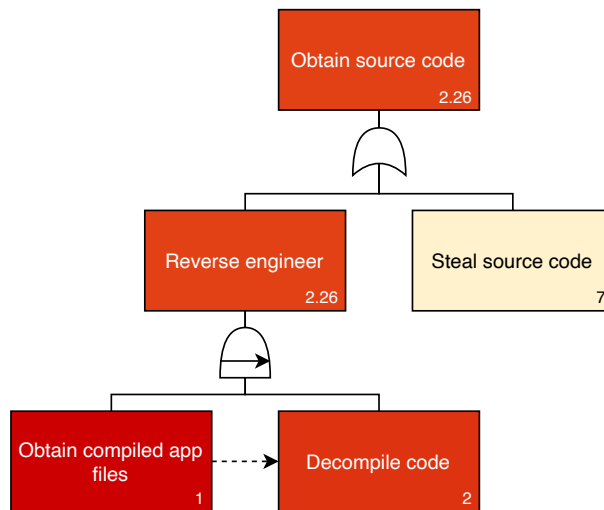 Obtain source code
2.26
Reverse engineer
2.26
Steal source code
7
Obtain compiled app
files
1
Decompile code
2